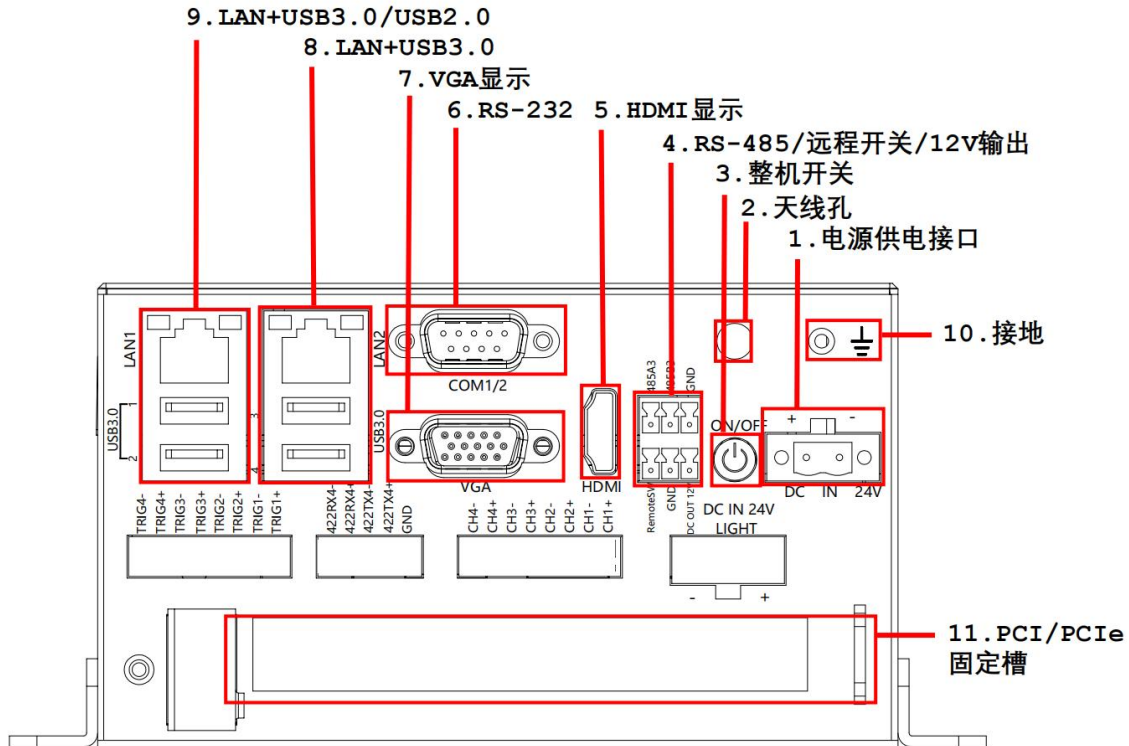 9.LAN+USB3.0/USB2.0
8.LAN+USB3.0
7.VGA显示
6.RS-232
5.HDMI显示
4.RS-485/远程开关/12V输出
3.整机开关
2.天线孔
1.电源供电接口
10.接地
LAN1
LAN2
COM1/2
485A3
485B3
GND
USB3.0
1
2
3
4
USB3.0
ON/OFF
+ -
VGA
HDMI
DC IN 24V
RemoteSW
GND
DC OUT 12V
DC IN 24V
LIGHT
- +
TRIG4-
TRIG4+
TRIG3-
TRIG3+
TRIG2-
TRIG2+
TRIG1-
TRIG1+
422RX4-
422RX4+
422TX4-
422TX4+
GND
CH4-
CH4+
CH3-
CH3+
CH2-
CH2+
CH1-
CH1+
11.PCI/PCIe
固定槽